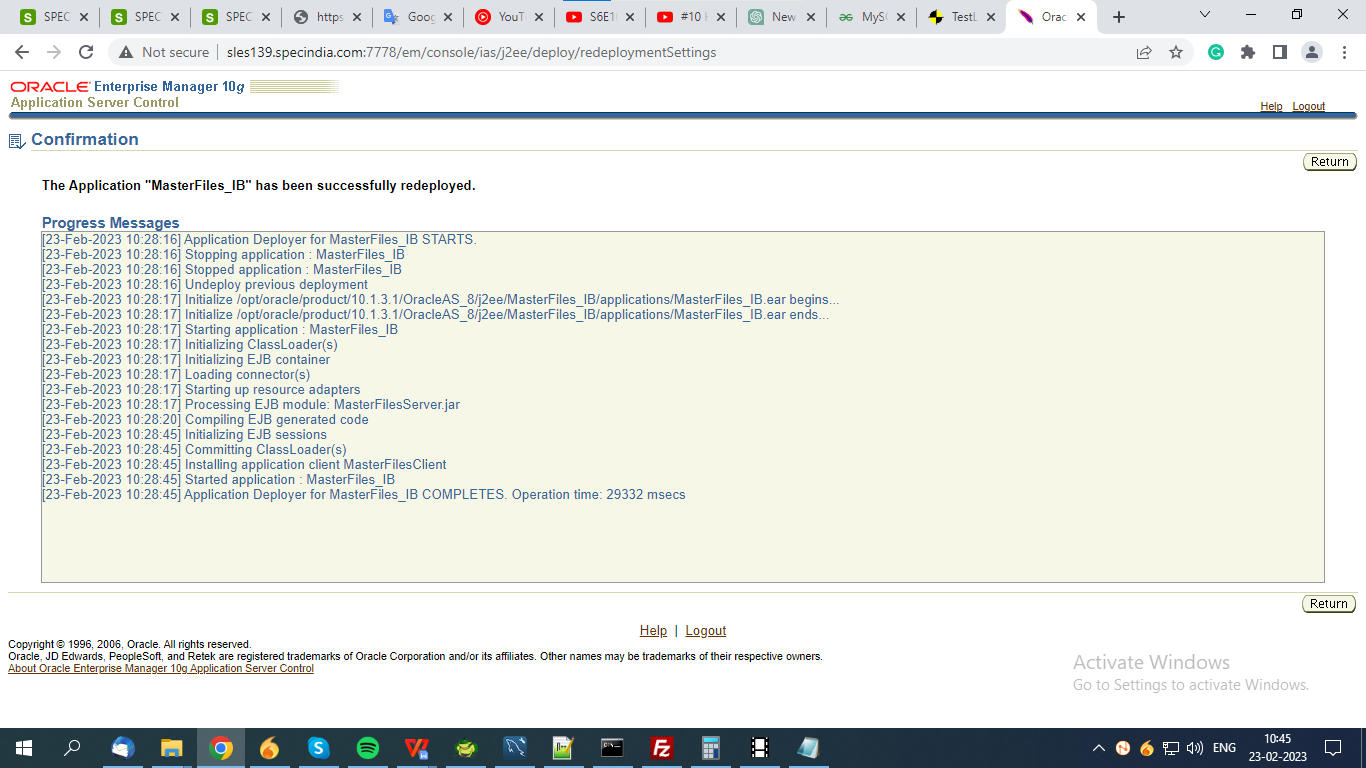 SPEC
SPEC
SPEC
https
Goog
YouT
S6E1
#10
New
MyS
TestL
Orac
Not secure
sles139.specindia.com:7778/em/console/ias/j2ee/deploy/redeploymentSettings
ORACLE Enterprise Manager 10g
Application Server Control
Help Logout
Confirmation
Return
The Application "MasterFiles_IB" has been successfully redeployed.
Progress Messages
[23-Feb-2023 10:28:16] Application Deployer for MasterFiles_IB STARTS.
[23-Feb-2023 10:28:16] Stopping application : MasterFiles_IB
[23-Feb-2023 10:28:16] Stopped application : MasterFiles_IB
[23-Feb-2023 10:28:16] Undeploy previous deployment
[23-Feb-2023 10:28:17] Initialize /opt/oracle/product/10.1.3.1/OracleAS_8/j2ee/MasterFiles_IB/applications/MasterFiles_IB.ear begins...
[23-Feb-2023 10:28:17] Initialize /opt/oracle/product/10.1.3.1/OracleAS_8/j2ee/MasterFiles_IB/applications/MasterFiles_IB.ear ends...
[23-Feb-2023 10:28:17] Starting application : MasterFiles_IB
[23-Feb-2023 10:28:17] Initializing ClassLoader(s)
[23-Feb-2023 10:28:17] Initializing EJB container
[23-Feb-2023 10:28:17] Loading connector(s)
[23-Feb-2023 10:28:17] Starting up resource adapters
[23-Feb-2023 10:28:17] Processing EJB module: MasterFilesServer.jar
[23-Feb-2023 10:28:20] Compiling EJB generated code
[23-Feb-2023 10:28:45] Initializing EJB sessions
[23-Feb-2023 10:28:45] Committing ClassLoader(s)
[23-Feb-2023 10:28:45] Installing application client MasterFilesClient
[23-Feb-2023 10:28:45] Started application : MasterFiles_IB
[23-Feb-2023 10:28:45] Application Deployer for MasterFiles_IB COMPLETES. Operation time: 29332 msecs
Return
Help | Logout
Copyright © 1996, 2006, Oracle. All rights reserved.
Oracle, JD Edwards, PeopleSoft, and Retek are registered trademarks of Oracle Corporation and/or its affiliates. Other names may be trademarks of their respective owners.
About Oracle Enterprise Manager 10g Application Server Control
Activate Windows
Go to Settings to activate Windows.
ENG
10:45
23-02-2023